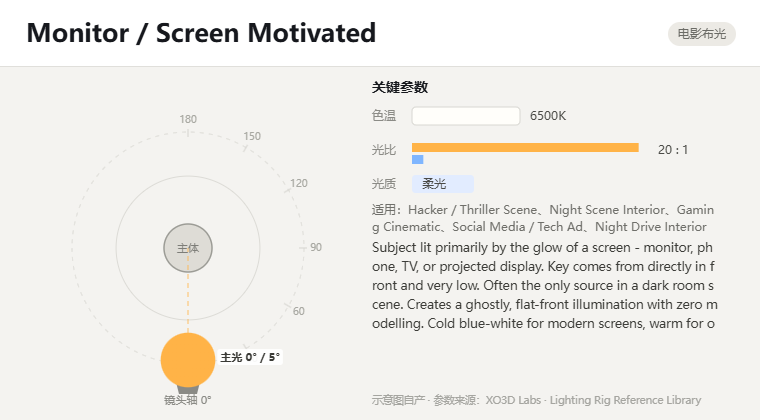 Monitor / Screen Motivated
电影布光
关键参数
色温 6500K
光比 20 : 1
光质 柔光
适用：Hacker / Thriller Scene、Night Scene Interior、Gamin
g Cinematic、Social Media / Tech Ad、Night Drive Interior
Subject lit primarily by the glow of a screen - monitor, ph
one, TV, or projected display. Key comes from directly in f
ront and very low. Often the only source in a dark room s
cene. Creates a ghostly, flat-front illumination with zero m
odelling. Cold blue-white for modern screens, warm for o
180
150
120
90
60
主体
主光 0° / 5°
镜头轴 0°
示意图自产 · 参数来源：XO3D Labs · Lighting Rig Reference Library